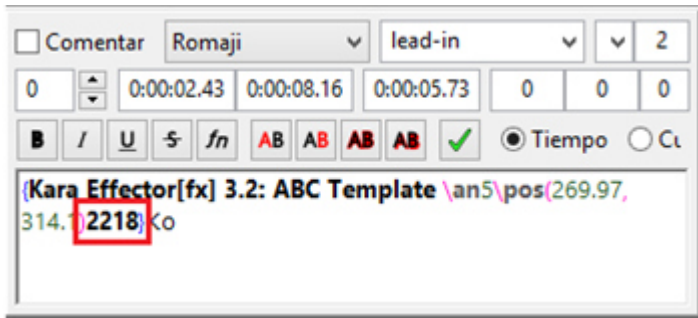 Comentar Romaji lead-in 2
0 0:00:02.43 0:00:08.16 0:00:05.73 0 0 0
B I U S fn AB AB AB AB Tiempo Cu
{Kara Effector[fx] 3.2: ABC Template \an5\pos(269.97,
314.1)2218}Ko